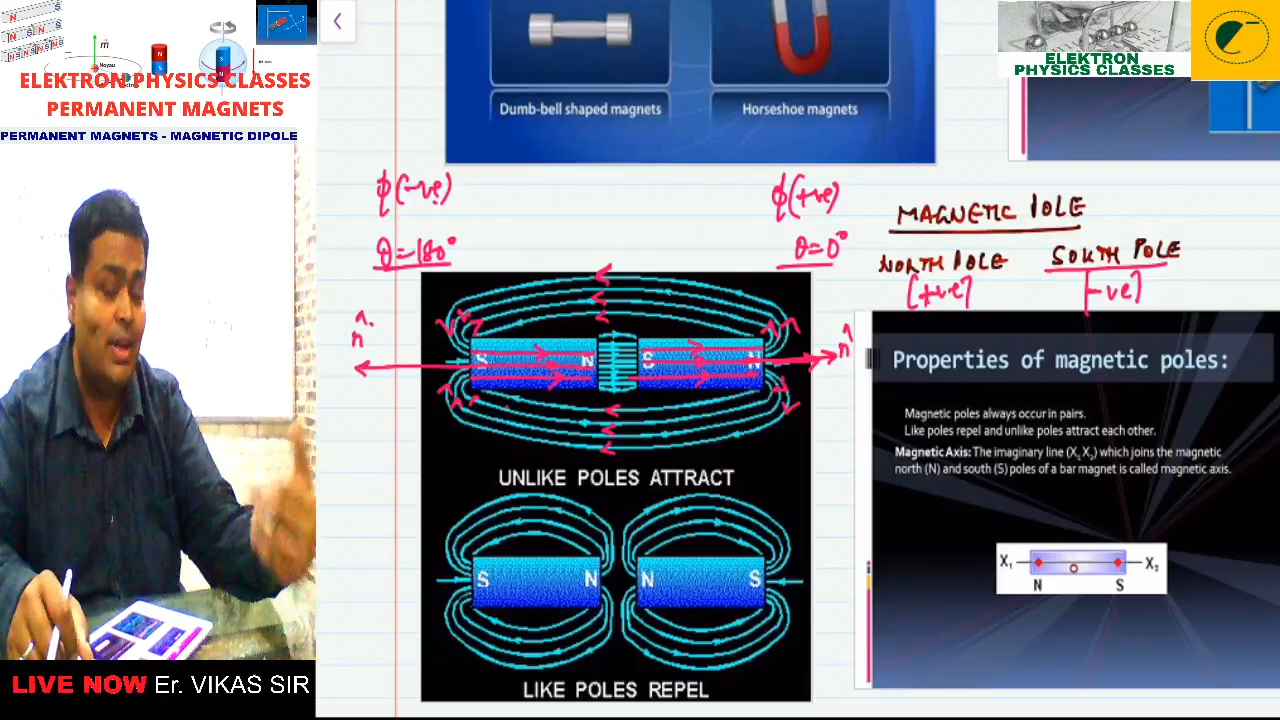 ELEKTRON PHYSICS CLASSES
PERMANENT MAGNETS
PERMANENT MAGNETS - MAGNETIC DIPOLE
Dumb-bell shaped magnets
Horseshoe magnets
ELEKTRON
PHYSICS CLASSES
ϕ(-ve)
θ=180°
ϕ(+ve)
θ=0°
MAGNETIC POLE
NORTH POLE
(+ve)
SOUTH POLE
(-ve)
n̂
S N S N
n̂
UNLIKE POLES ATTRACT
S N N S
LIKE POLES REPEL
Properties of magnetic poles:
Magnetic poles always occur in pairs.
Like poles repel and unlike poles attract each other.
Magnetic Axis: The imaginary line (X₁ X₂) which joins the magnetic
north (N) and south (S) poles of a bar magnet is called magnetic axis.
X₁ O X₂
N S
LIVE NOW Er. VIKAS SIR